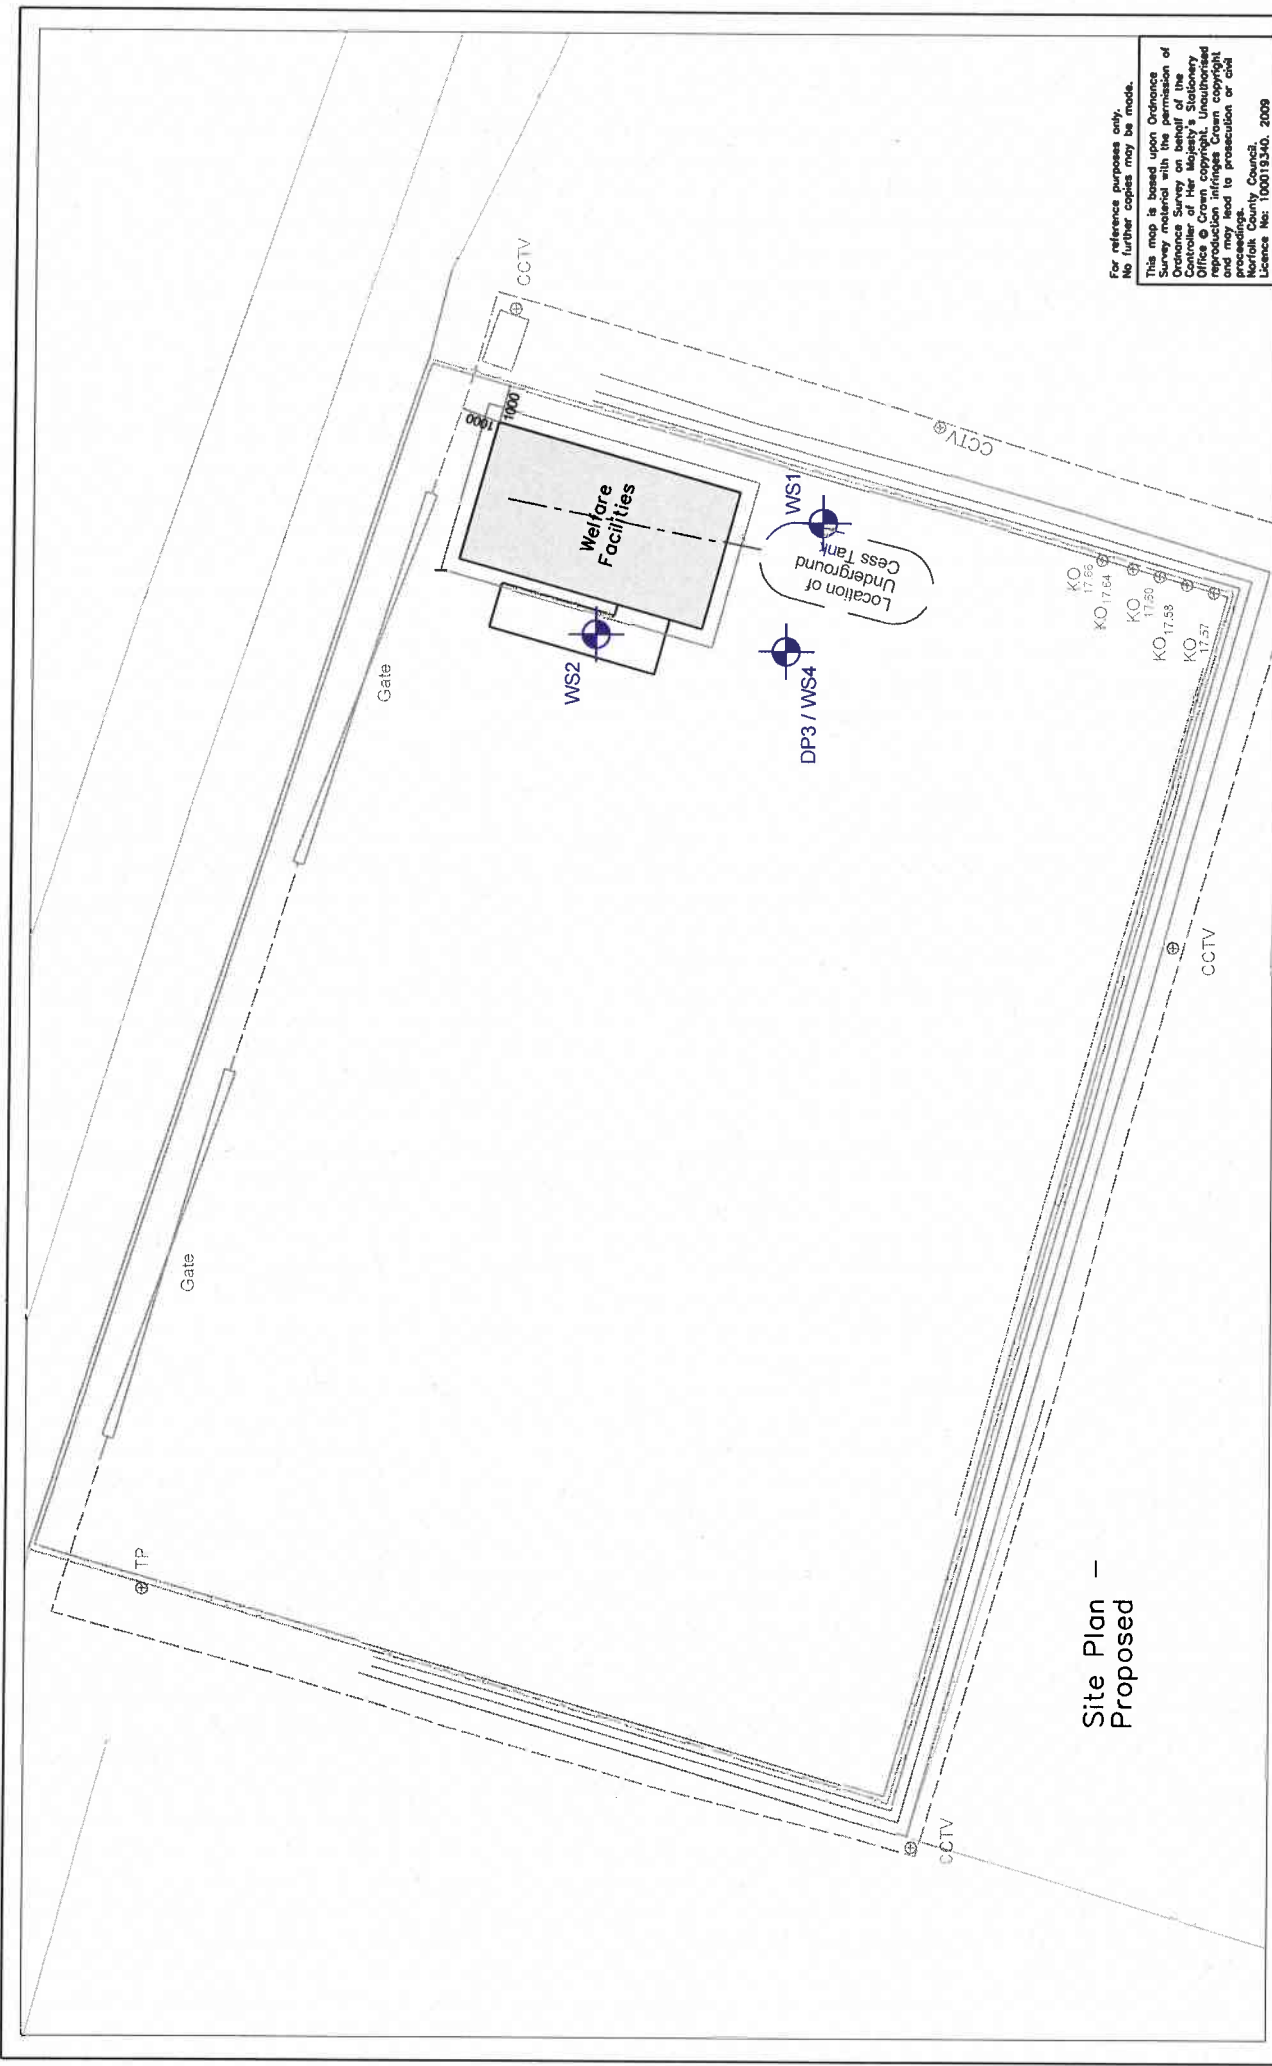 For reference purposes only.
No further copies may be made.
This map is based upon Ordnance
Survey material with the permission of
Ordnance Survey on behalf of the
Controller of Her Majesty's Stationery
Office © Crown copyright. Unauthorised
reproduction infringes Crown copyright
and may lead to prosecution or civil
proceedings.
Norfolk County Council.
Licence No: 100019340. 2009
CCTV
1000
1000
Welfare
Facilities
WS1
Location of
Underground
Cess Tank
WS2
DP3 / WS4
CCTV
KO
17.66
KO 17.64
KO
17.60
KO 17.58
KO
17.57
Gate
Gate
CCTV
TP
CCTV
Site Plan –
Proposed